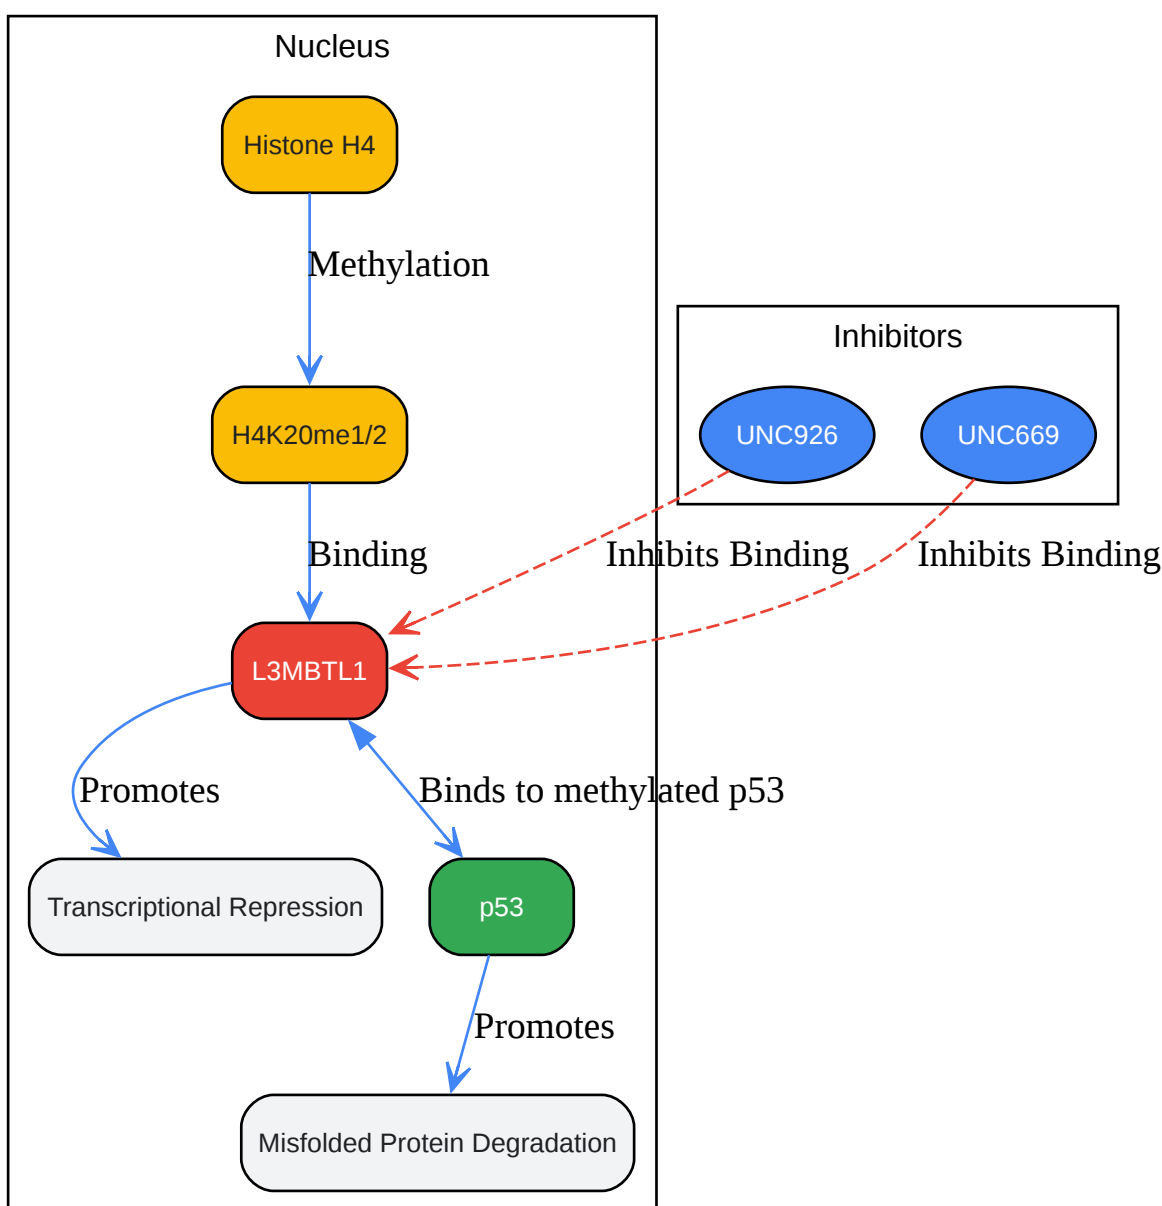 Nucleus
Histone H4
Methylation
Inhibitors
H4K20me1/2
UNC926
UNC669
Binding
Inhibits Binding
Inhibits Binding
L3MBTL1
Promotes
Binds to methylated p53
Transcriptional Repression
p53
Promotes
Misfolded Protein Degradation